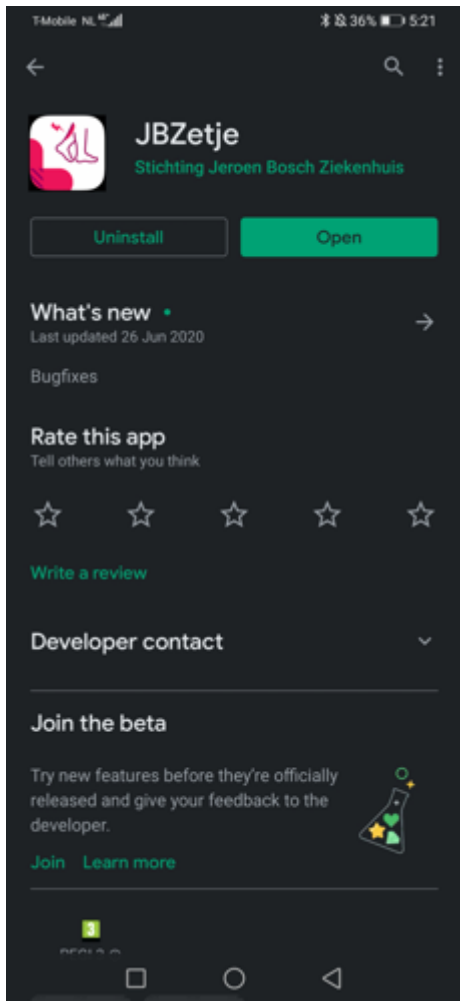 T-Mobile NL 36% 5:21
JBZetje
Stichting Jeroen Bosch Ziekenhuis
Uninstall Open
What's new •
Last updated 26 Jun 2020
Bugfixes
Rate this app
Tell others what you think
Write a review
Developer contact
Join the beta
Try new features before they're officially
released and give your feedback to the
developer.
Join Learn more
3